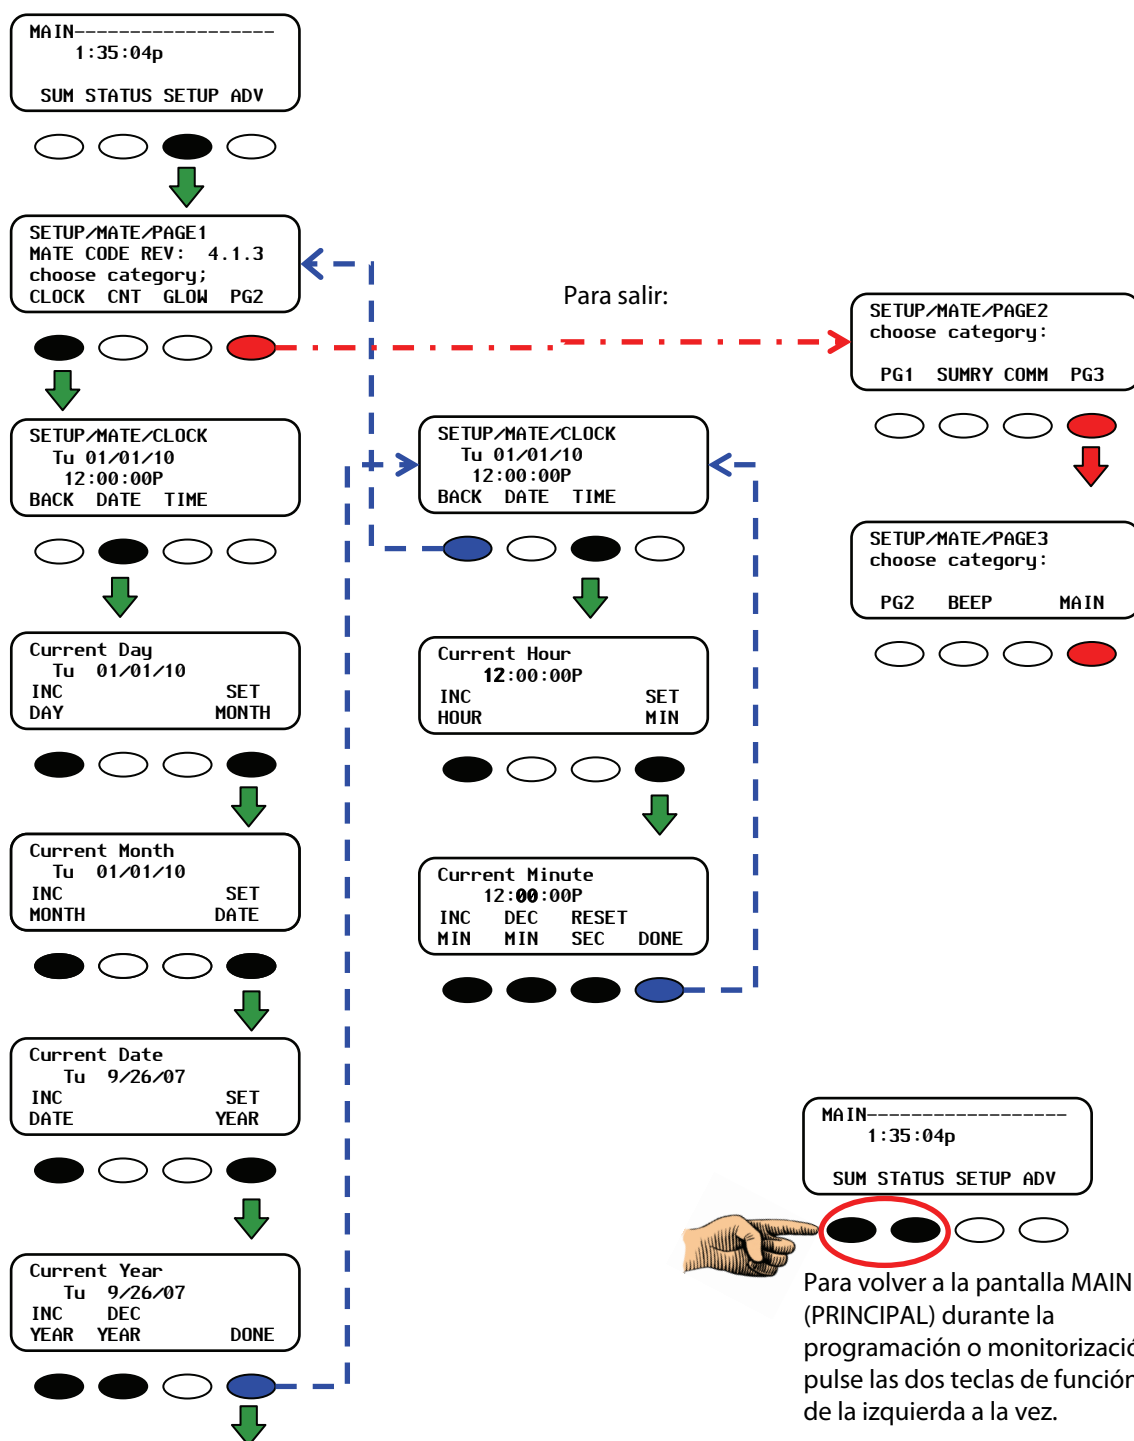 MAIN------------------
1:35:04p
SUM STATUS SETUP ADV
SETUP/MATE/PAGE1
MATE CODE REV: 4.1.3
choose category;
CLOCK CNT GLOW PG2
SETUP/MATE/CLOCK
Tu 01/01/10
12:00:00P
BACK DATE TIME
Current Day
Tu 01/01/10
INC SET
DAY MONTH
Current Month
Tu 01/01/10
INC SET
MONTH DATE
Current Date
Tu 9/26/07
INC SET
DATE YEAR
Current Year
Tu 9/26/07
INC DEC
YEAR YEAR DONE
SETUP/MATE/CLOCK
Tu 01/01/10
12:00:00P
BACK DATE TIME
Current Hour
12:00:00P
INC SET
HOUR MIN
Current Minute
12:00:00P
INC DEC RESET
MIN MIN SEC DONE
Para salir:
SETUP/MATE/PAGE2
choose category:
PG1 SUMRY COMM PG3
SETUP/MATE/PAGE3
choose category:
PG2 BEEP MAIN
MAIN------------------
1:35:04p
SUM STATUS SETUP ADV
Para volver a la pantalla MAIN
(PRINCIPAL) durante la
programación o monitorizació
pulse las dos teclas de función
de la izquierda a la vez.